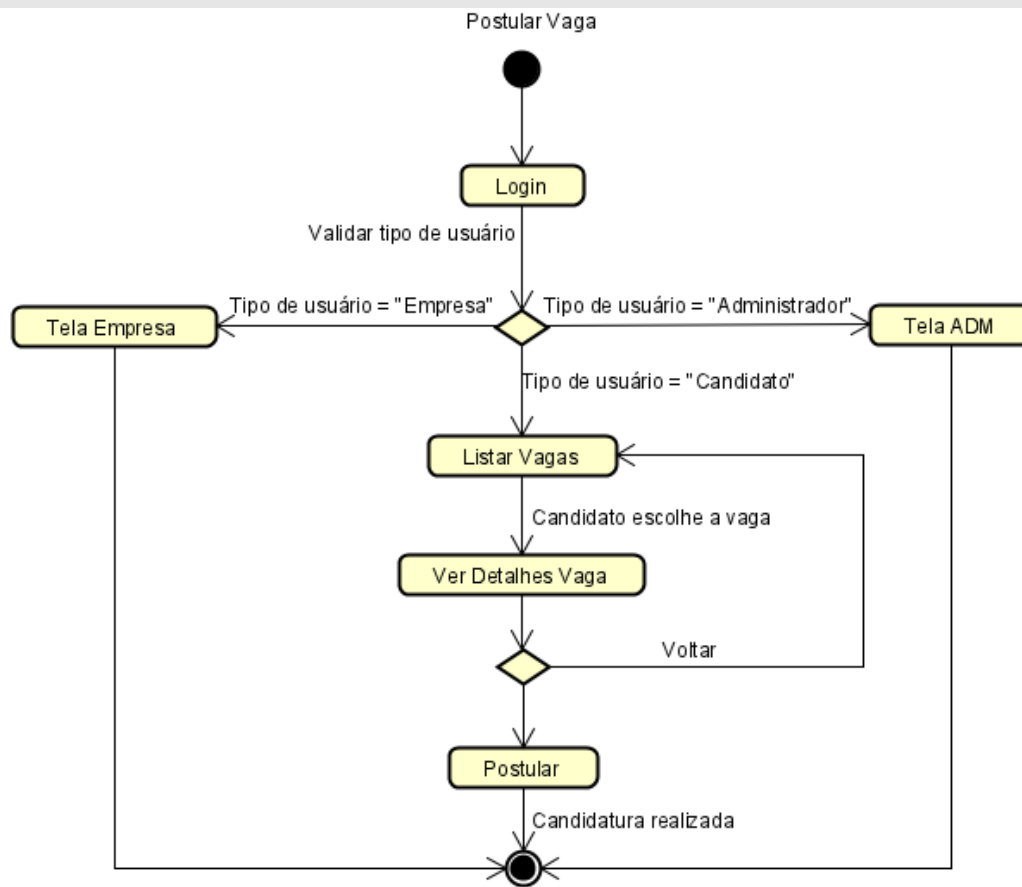 Postular Vaga
Login
Validar tipo de usuário
Tipo de usuário = "Empresa"
Tipo de usuário = "Administrador"
Tela Empresa
Tela ADM
Tipo de usuário = "Candidato"
Listar Vagas
Candidato escolhe a vaga
Ver Detalhes Vaga
Voltar
Postular
Candidatura realizada